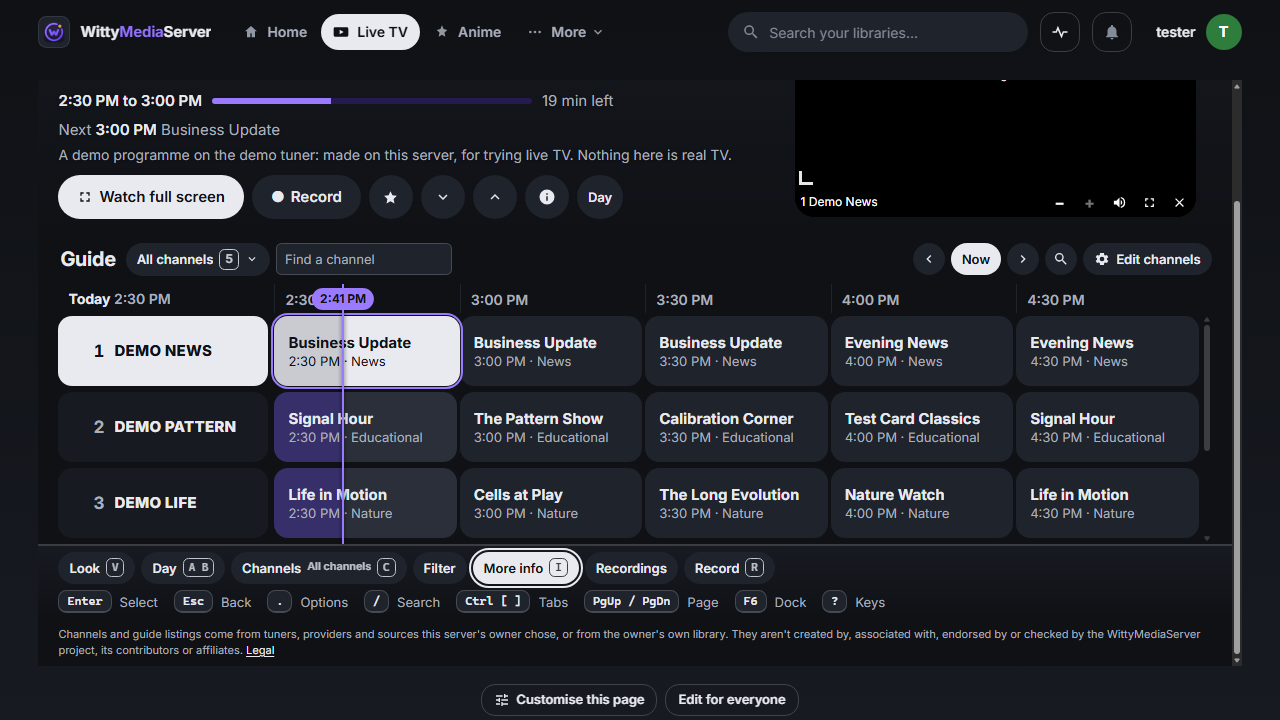 WittyMediaServer
Home
Live TV
Anime
More
Search your libraries...
tester
T
2:30 PM to 3:00 PM
19 min left
Next 3:00 PM Business Update
A demo programme on the demo tuner: made on this server, for trying live TV. Nothing here is real TV.
Watch full screen
Record
Day
1 Demo News
Guide
All channels 5
Find a channel
Now
Edit channels
Today 2:30 PM
2:41 PM
3:00 PM
3:30 PM
4:00 PM
4:30 PM
1 DEMO NEWS
Business Update
2:30 PM · News
Business Update
3:00 PM · News
Business Update
3:30 PM · News
Evening News
4:00 PM · News
Evening News
4:30 PM · News
2 DEMO PATTERN
Signal Hour
2:30 PM · Educational
The Pattern Show
3:00 PM · Educational
Calibration Corner
3:30 PM · Educational
Test Card Classics
4:00 PM · Educational
Signal Hour
4:30 PM · Educational
3 DEMO LIFE
Life in Motion
2:30 PM · Nature
Cells at Play
3:00 PM · Nature
The Long Evolution
3:30 PM · Nature
Nature Watch
4:00 PM · Nature
Life in Motion
4:30 PM · Nature
Look V
Day A B
Channels All channels C
Filter
More info I
Recordings
Record R
Enter Select
Esc Back
. Options
/ Search
Ctrl [ ] Tabs
PgUp / PgDn Page
F6 Dock
? Keys
Channels and guide listings come from tuners, providers and sources this server's owner chose, or from the owner's own library. They aren't created by, associated with, endorsed by or checked by the WittyMediaServer
project, its contributors or affiliates. Legal
Customise this page
Edit for everyone